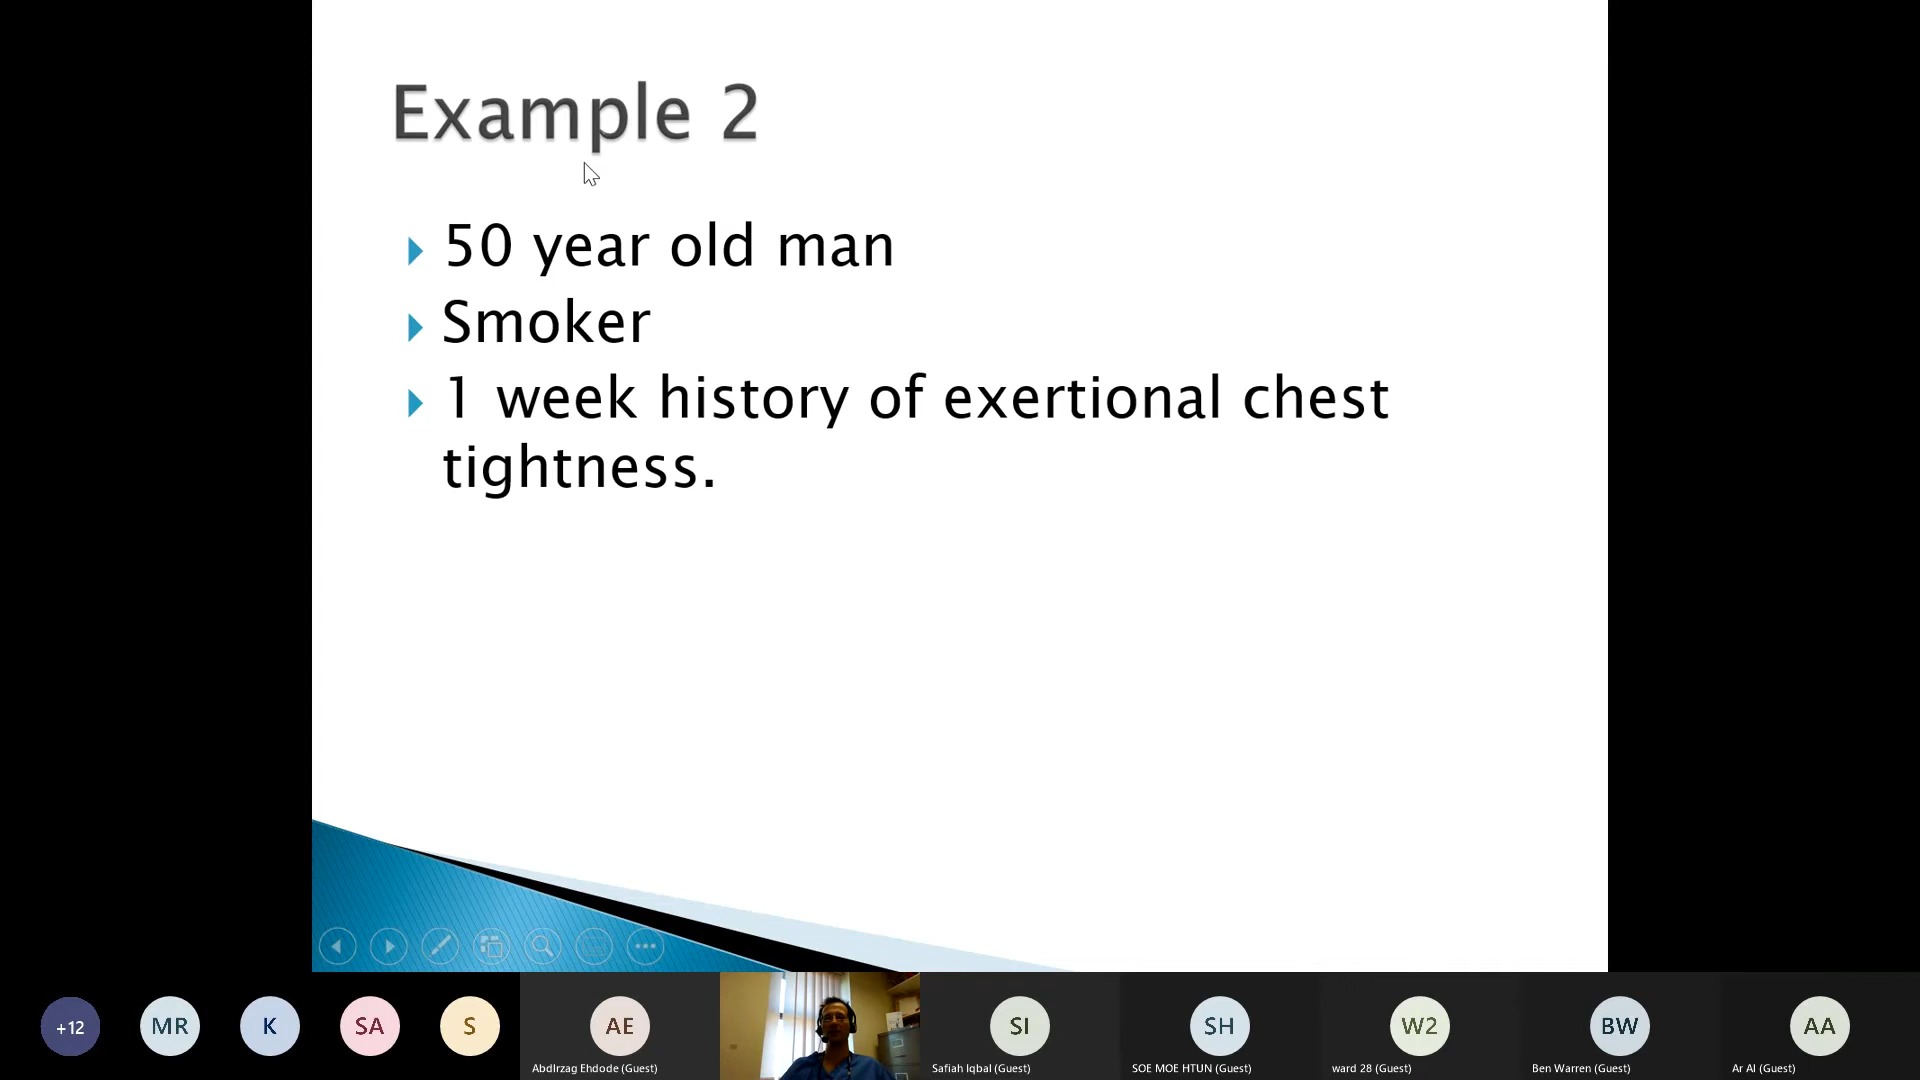 Example 2
50 year old man
Smoker
1 week history of exertional chest
tightness.
+12
MR
K
SA
S
AE
SI
SH
W2
BW
AA
Abdlrzag Ehdode (Guest)
Safiah Iqbal (Guest)
SOE MOE HTUN (Guest)
ward 28 (Guest)
Ben Warren (Guest)
Ar Al (Guest)